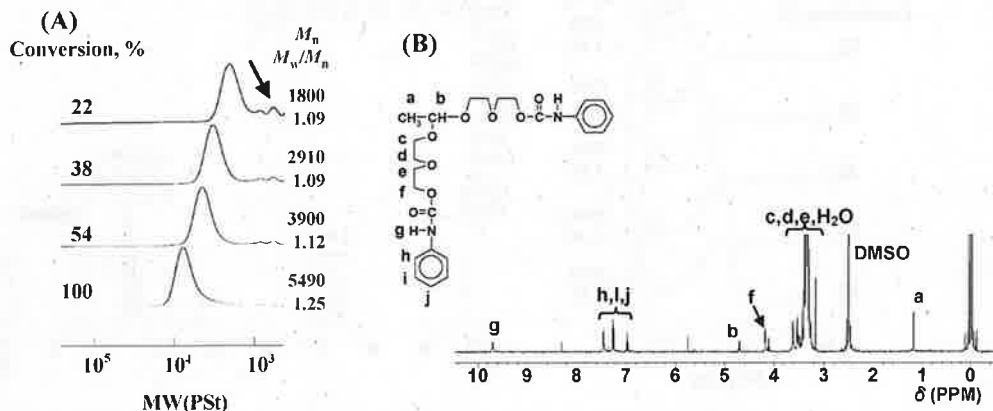 (A)
Conversion, %
Mn
Mw/Mn
22
1800
1.09
38
2910
1.09
54
3900
1.12
100
5490
1.25
10⁵
10⁴
10³
MW(PSt)
(B)
a
b
CH₃
O
O
O
O
H
N
c
O
d
O
e
f
O
O
g
H-N
h
i
j
c,d,e,H₂O
DMSO
h,I,j
f
g
b
a
10 9 8 7 6 5 4 3 2 1 0
δ (PPM)